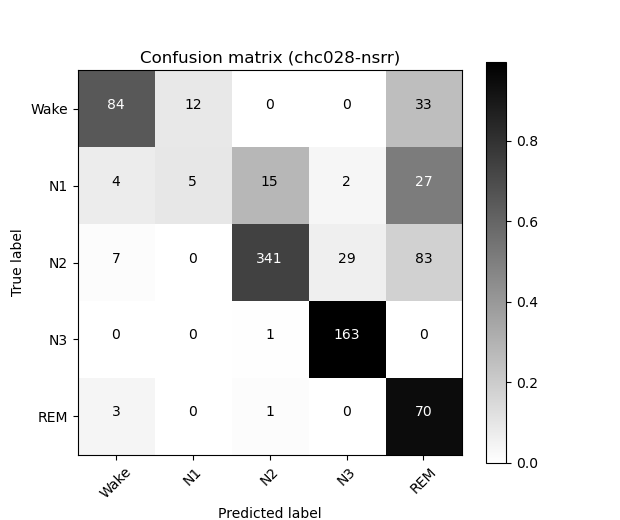 Confusion matrix (chc028-nsrr)
True label
Wake 84 12 0 0 33
N1 4 5 15 2 27
N2 7 0 341 29 83
N3 0 0 1 163 0
REM 3 0 1 0 70
Wake N1 N2 N3 REM
Predicted label
0.8
0.6
0.4
0.2
0.0